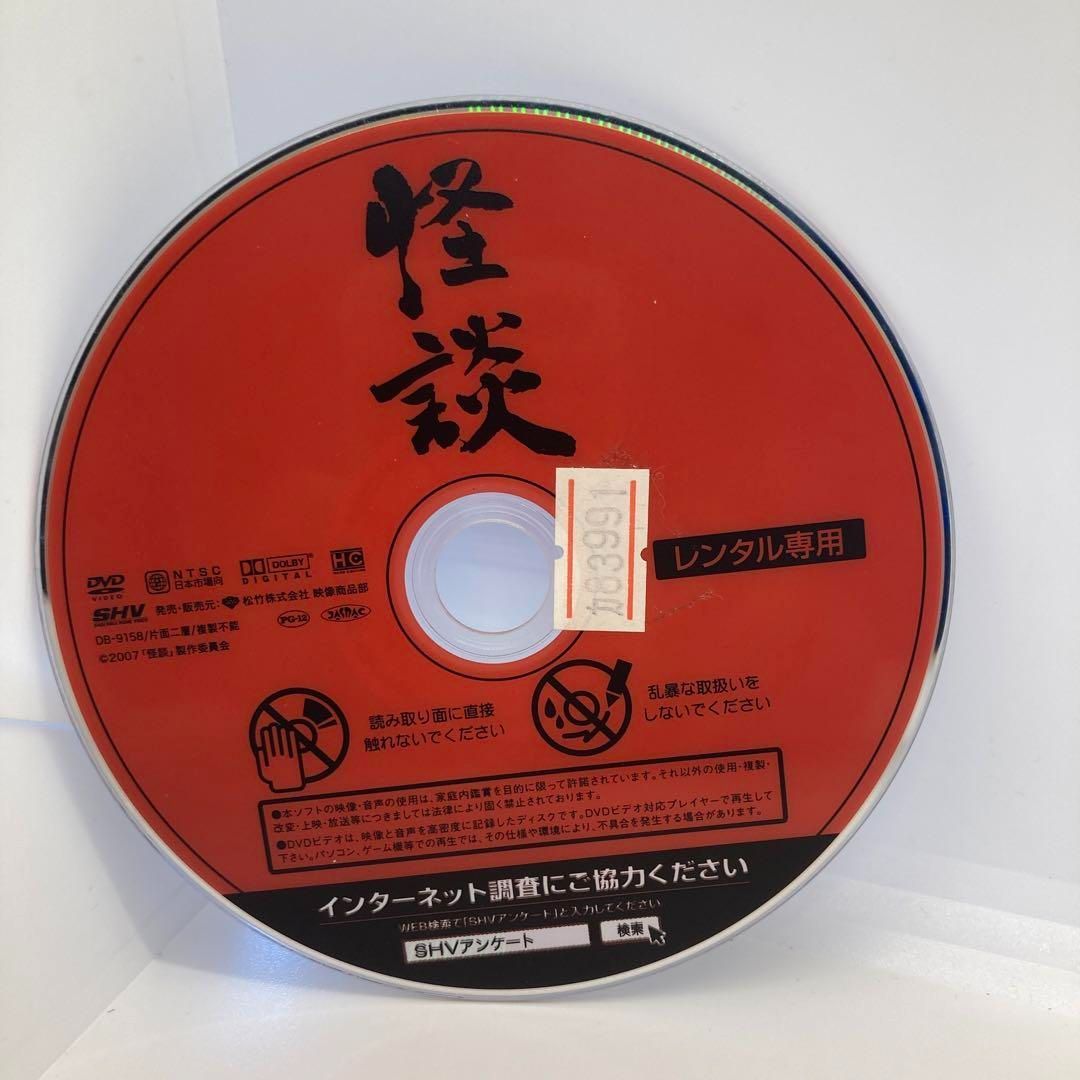 怪談
カ83991
レンタル専用
DVD
VIDEO
NTSC
日本市場向
DOLBY
DIGITAL
HC
SHV
発売・販売元:松竹株式会社 映像商品部
DB-9158/片面二層/複製不能
PG-12
JASRAC
©2007「怪談」製作委員会
読み取り面に直接
触れないでください
乱暴な取扱いを
しないでください
●本ソフトの映像・音声の使用は、家庭内鑑賞を目的に限って許諾されています。それ以外の使用・複製・
改変・上映・放送等につきましては法律により固く禁止されております。
●DVDビデオは、映像と音声を高密度に記録したディスクです。DVDビデオ対応プレイヤーで再生して
下さい。パソコン、ゲーム機等での再生では、その仕様や環境により、不具合を発生する場合があります。
インターネット調査にご協力ください
WEB検索で「SHVアンケート」と入力してください
SHVアンケート
検索